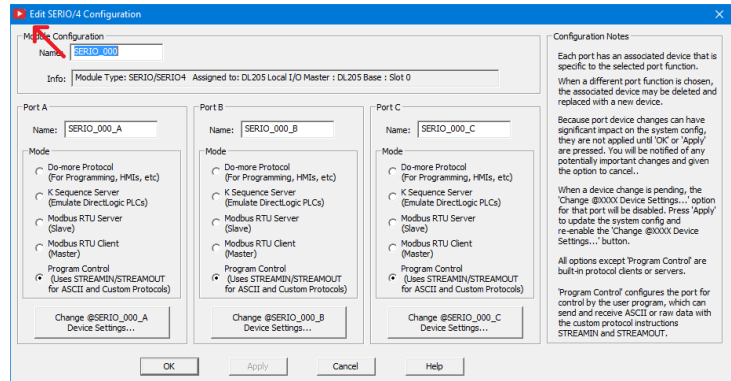 Edit SERIO/4 Configuration
Module Configuration
Name: SERIO_000
Info: Module Type: SERIO/SERIO4 Assigned to: DL205 Local I/O Master : DL205 Base : Slot 0
Port A
Name: SERIO_000_A
Mode
Do-more Protocol
(For Programming, HMIs, etc)
K Sequence Server
(Emulate DirectLogic PLCs)
Modbus RTU Server
(Slave)
Modbus RTU Client
(Master)
Program Control
(Uses STREAMIN/STREAMOUT
for ASCII and Custom Protocols)
Change @SERIO_000_A
Device Settings...
Port B
Name: SERIO_000_B
Mode
Do-more Protocol
(For Programming, HMIs, etc)
K Sequence Server
(Emulate DirectLogic PLCs)
Modbus RTU Server
(Slave)
Modbus RTU Client
(Master)
Program Control
(Uses STREAMIN/STREAMOUT
for ASCII and Custom Protocols)
Change @SERIO_000_B
Device Settings...
Port C
Name: SERIO_000_C
Mode
Do-more Protocol
(For Programming, HMIs, etc)
K Sequence Server
(Emulate DirectLogic PLCs)
Modbus RTU Server
(Slave)
Modbus RTU Client
(Master)
Program Control
(Uses STREAMIN/STREAMOUT
for ASCII and Custom Protocols)
Change @SERIO_000_C
Device Settings...
Configuration Notes
Each port has an associated device that is
specific to the selected port function.
When a different port function is chosen,
the associated device may be deleted and
replaced with a new device.
Because port device changes can have
significant impact on the system config,
they are not applied until 'OK' or 'Apply'
are pressed. You will be notified of any
potentially important changes and given
the option to cancel..
When a device change is pending, the
'Change @XXXX Device Settings...' option
for that port will be disabled. Press 'Apply'
to update the system config and
re-enable the 'Change @XXXX Device
Settings...' button.
All options except 'Program Control' are
built-in protocol clients or servers.
'Program Control' configures the port for
control by the user program, which can
send and receive ASCII or raw data with
the custom protocol instructions
STREAMIN and STREAMOUT.
OK
Apply
Cancel
Help